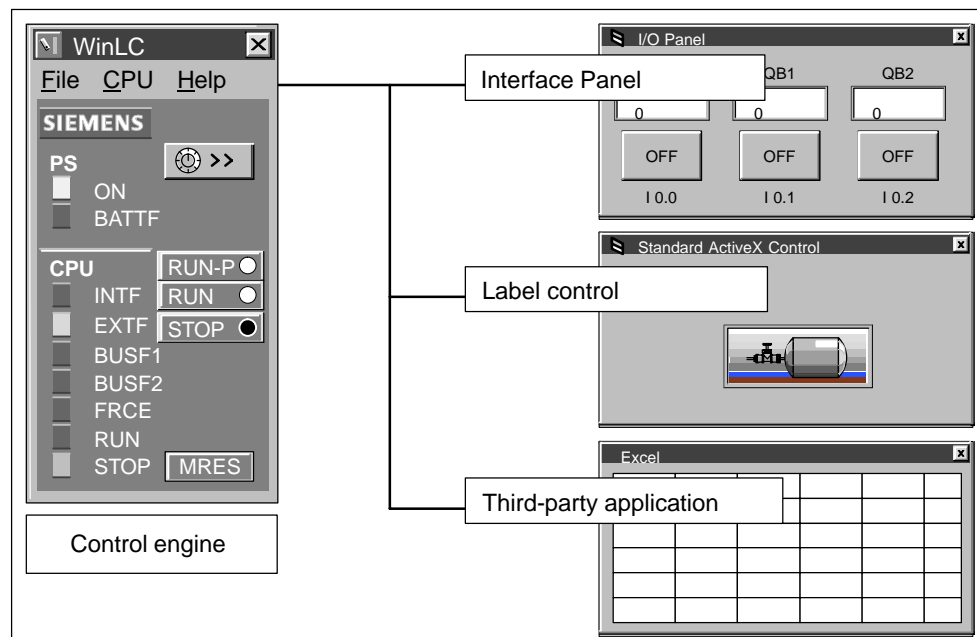 WinLC
File CPU Help
SIEMENS
PS
>>
ON
BATTF
CPU
RUN-P
INTF
RUN
EXTF
STOP
BUSF1
BUSF2
FRCE
RUN
STOP
MRES
Control engine
I/O Panel
x
Interface Panel
QB1
QB2
0
0
0
OFF
OFF
OFF
I 0.0
I 0.1
I 0.2
Standard ActiveX Control
x
Label control
Excel
x
Third-party application